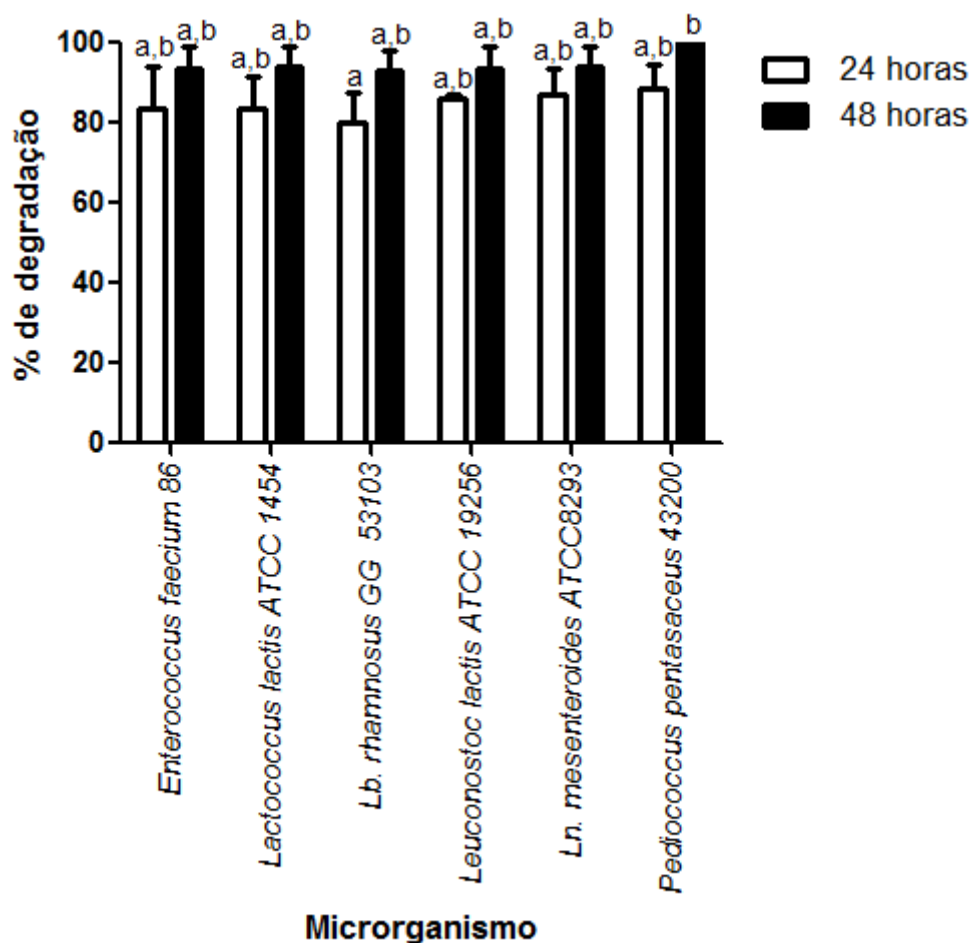 % de degradação
100
80
60
40
20
0
a,b
a,b
a,b
a,b
a
a,b
a,b
a,b
a,b
a,b
a,b
b
24 horas
48 horas
Enterococcus faecium 86
Lactococcus lactis ATCC 1454
Lb. rhamnosus GG 53103
Leuconostoc lactis ATCC 19256
Ln. mesenteroides ATCC8293
Pediococcus pentasaceus 43200
Microrganismo